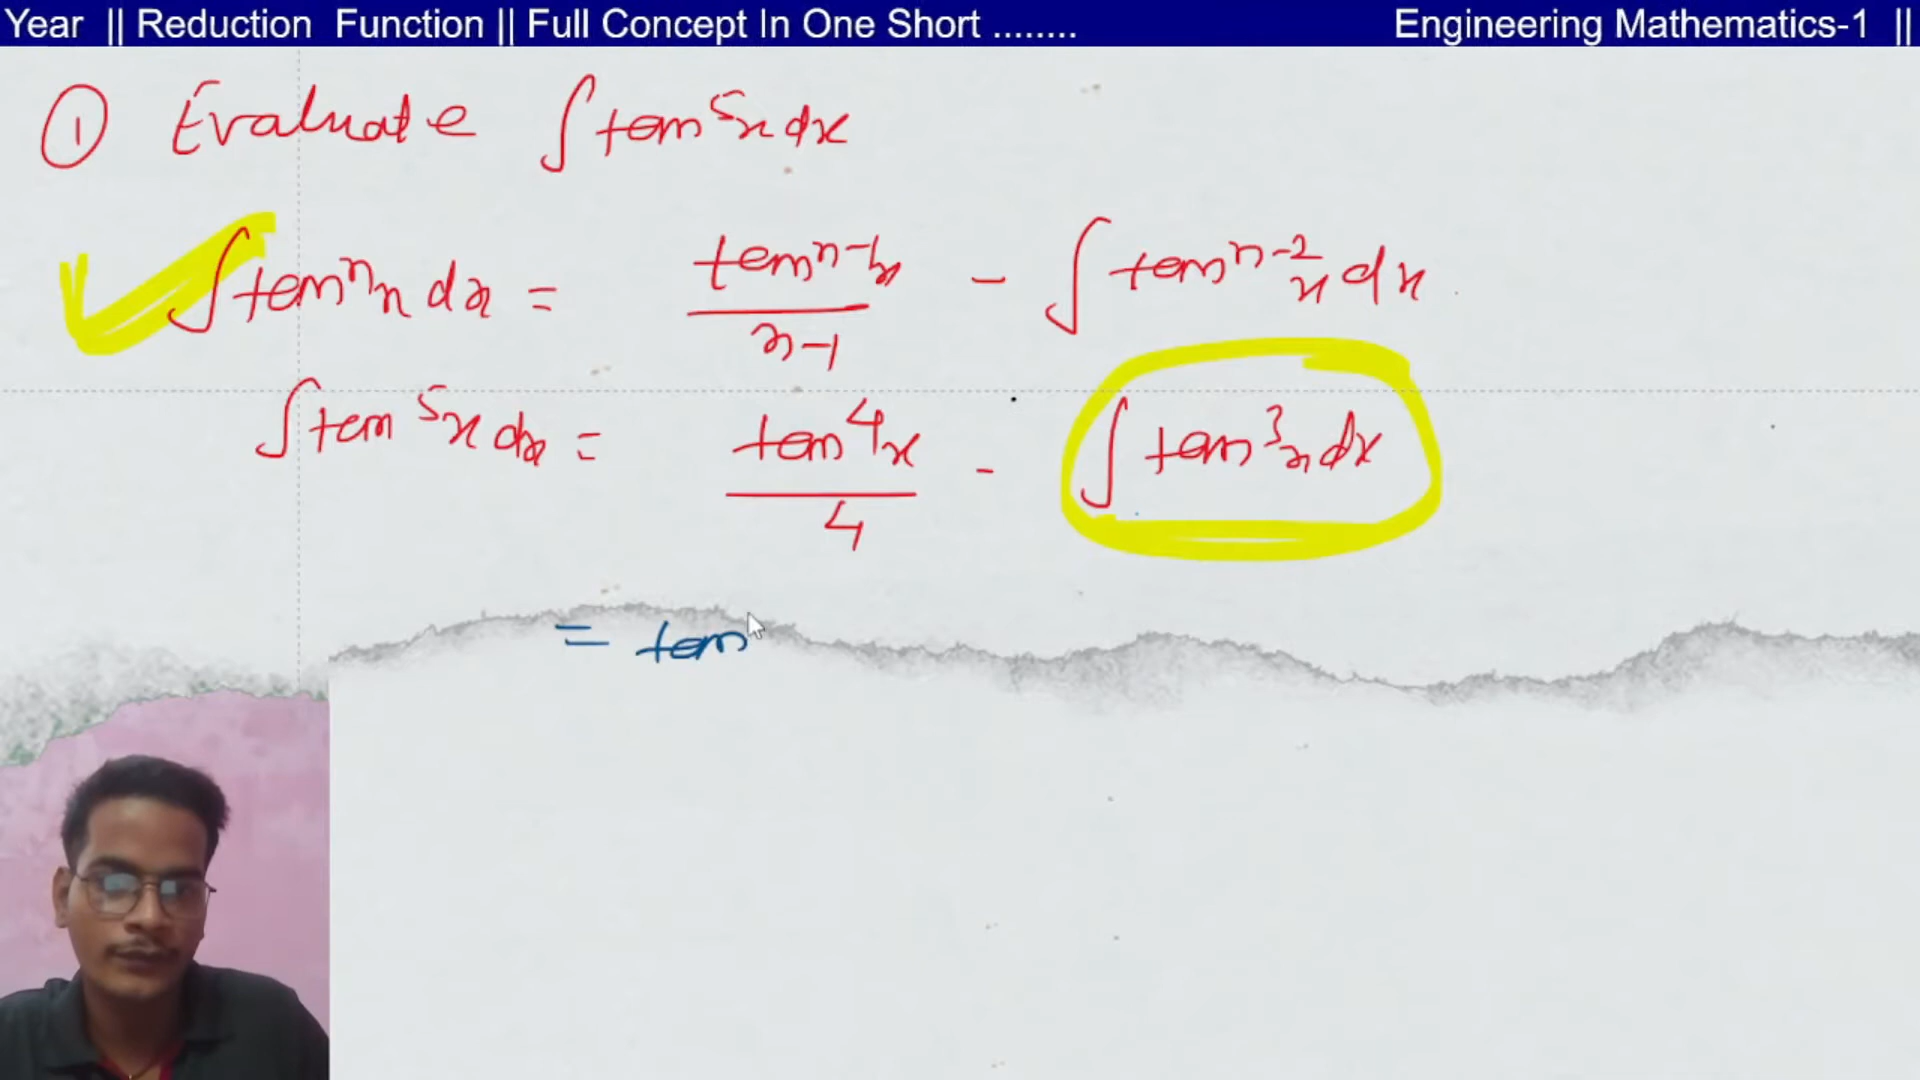 Year || Reduction Function || Full Concept In One Short ........ Engineering Mathematics-1 ||
① Evaluate ∫ tan⁵x dx
∫ tanⁿx dx = tanⁿ⁻¹x / n-1 - ∫ tanⁿ⁻²x dx
∫ tan⁵x dx = tan⁴x / 4 - ∫ tan³x dx
= tan